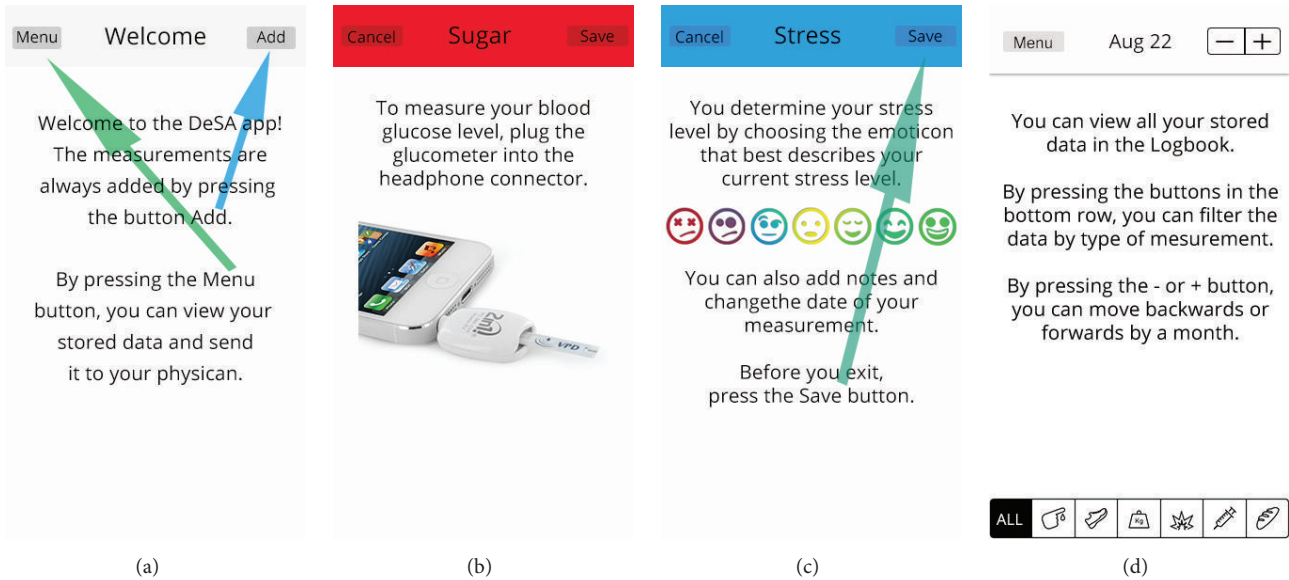 Menu Welcome Add
Welcome to the DeSA app!
The measurements are
always added by pressing
the button Add.
By pressing the Menu
button, you can view your
stored data and send
it to your physican.
(a)
Cancel Sugar Save
To measure your blood
glucose level, plug the
glucometer into the
headphone connector.
2in1
VPD
(b)
Cancel Stress Save
You determine your stress
level by choosing the emoticon
that best describes your
current stress level.
You can also add notes and
changethe date of your
measurement.
Before you exit,
press the Save button.
(c)
Menu Aug 22 − +
You can view all your stored
data in the Logbook.
By pressing the buttons in the
bottom row, you can filter the
data by type of mesurement.
By pressing the - or + button,
you can move backwards or
forwards by a month.
ALL Kg
(d)